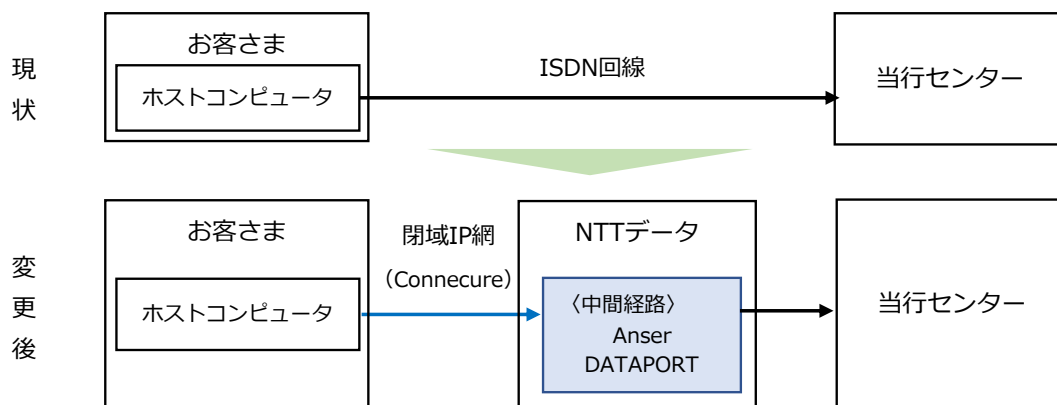 現状
お客さま
ホストコンピュータ
ISDN回線
当行センター
変更後
お客さま
ホストコンピュータ
閉域IP網
（Connecure）
NTTデータ
〈中間経路〉
Anser
DATAPORT
当行センター